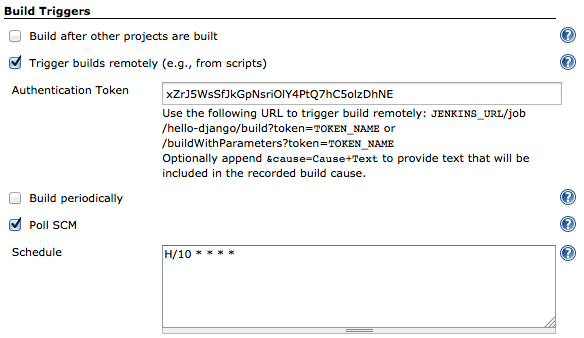 Build Triggers
Build after other projects are built
Trigger builds remotely (e.g., from scripts)
Authentication Token
xZrJ5WsSfJkGpNsriOlY4PtQ7hC5olzDhNE
Use the following URL to trigger build remotely: JENKINS_URL/job
/hello-django/build?token=TOKEN_NAME or
/buildWithParameters?token=TOKEN_NAME
Optionally append &cause=Cause+Text to provide text that will be
included in the recorded build cause.
Build periodically
Poll SCM
Schedule
H/10 * * * *